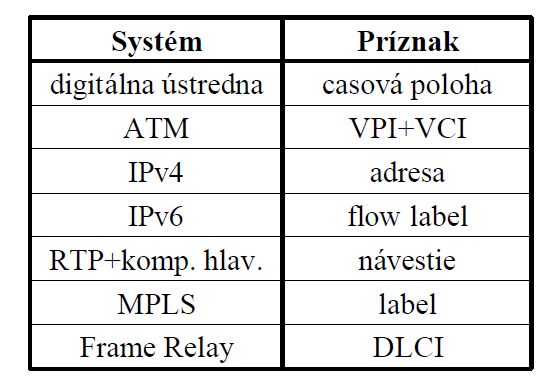 Systém Príznak
digitálna ústredna casová poloha
ATM VPI+VCI
IPv4 adresa
IPv6 flow label
RTP+komp. hlav. návestie
MPLS label
Frame Relay DLCI